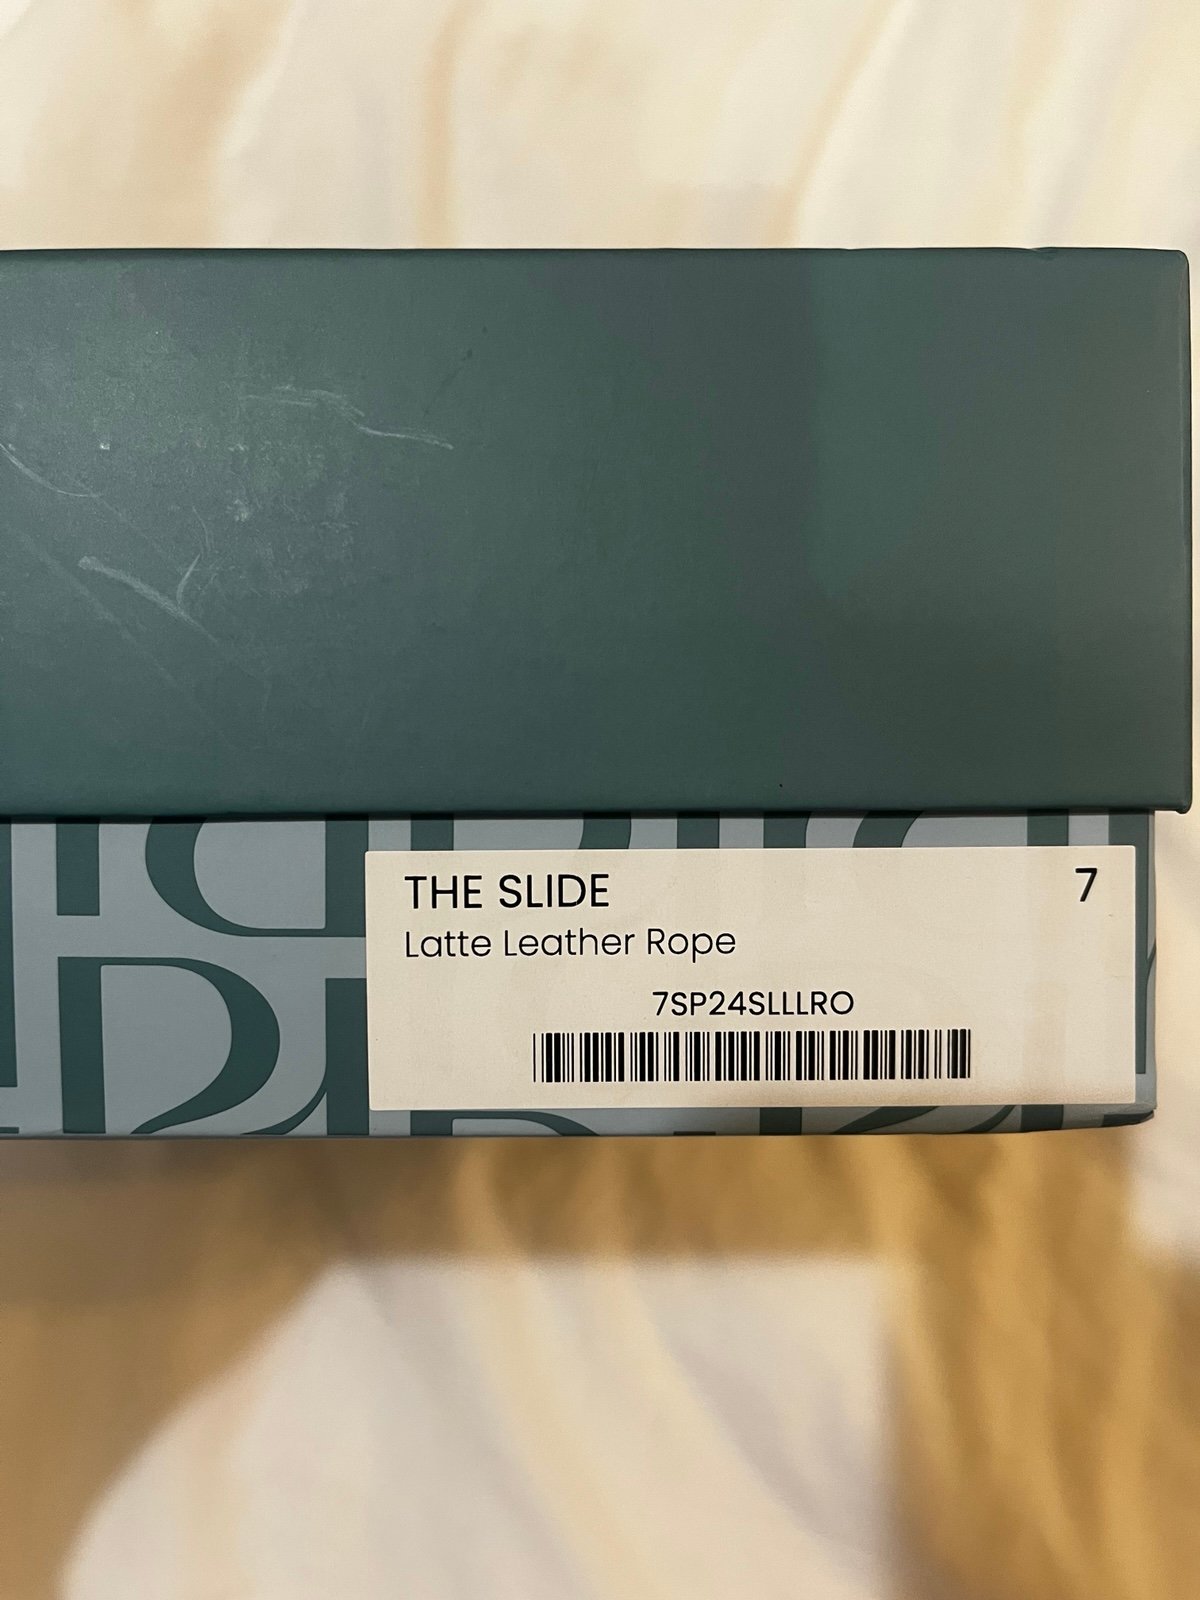 THE SLIDE
7
Latte Leather Rope
7SP24SLLLRO